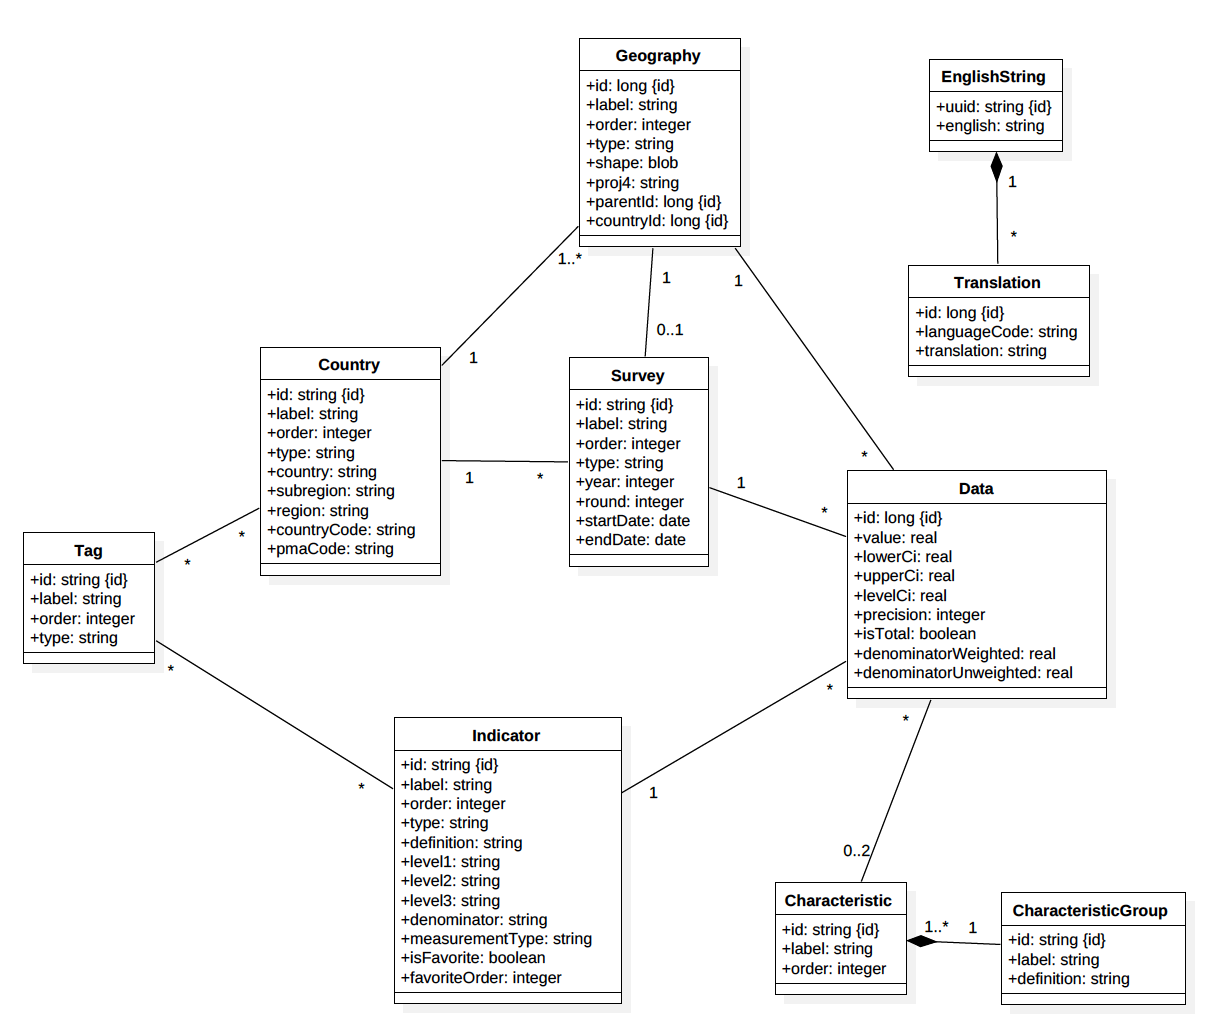 Geography
+id: long {id}
+label: string
+order: integer
+type: string
+shape: blob
+proj4: string
+parentId: long {id}
+countryId: long {id}
EnglishString
+uuid: string {id}
+english: string
1
*
Translation
+id: long {id}
+languageCode: string
+translation: string
1..*
1
1
0..1
1
*
Country
+id: string {id}
+label: string
+order: integer
+type: string
+country: string
+subregion: string
+region: string
+countryCode: string
+pmaCode: string
Survey
+id: string {id}
+label: string
+order: integer
+type: string
+year: integer
+round: integer
+startDate: date
+endDate: date
1
*
1
*
Data
+id: long {id}
+value: real
+lowerCi: real
+upperCi: real
+levelCi: real
+precision: integer
+isTotal: boolean
+denominatorWeighted: real
+denominatorUnweighted: real
Tag
+id: string {id}
+label: string
+order: integer
+type: string
*
*
*
*
Indicator
+id: string {id}
+label: string
+order: integer
+type: string
+definition: string
+level1: string
+level2: string
+level3: string
+denominator: string
+measurementType: string
+isFavorite: boolean
+favoriteOrder: integer
*
1
*
0..2
Characteristic
+id: string {id}
+label: string
+order: integer
1..*
1
CharacteristicGroup
+id: string {id}
+label: string
+definition: string